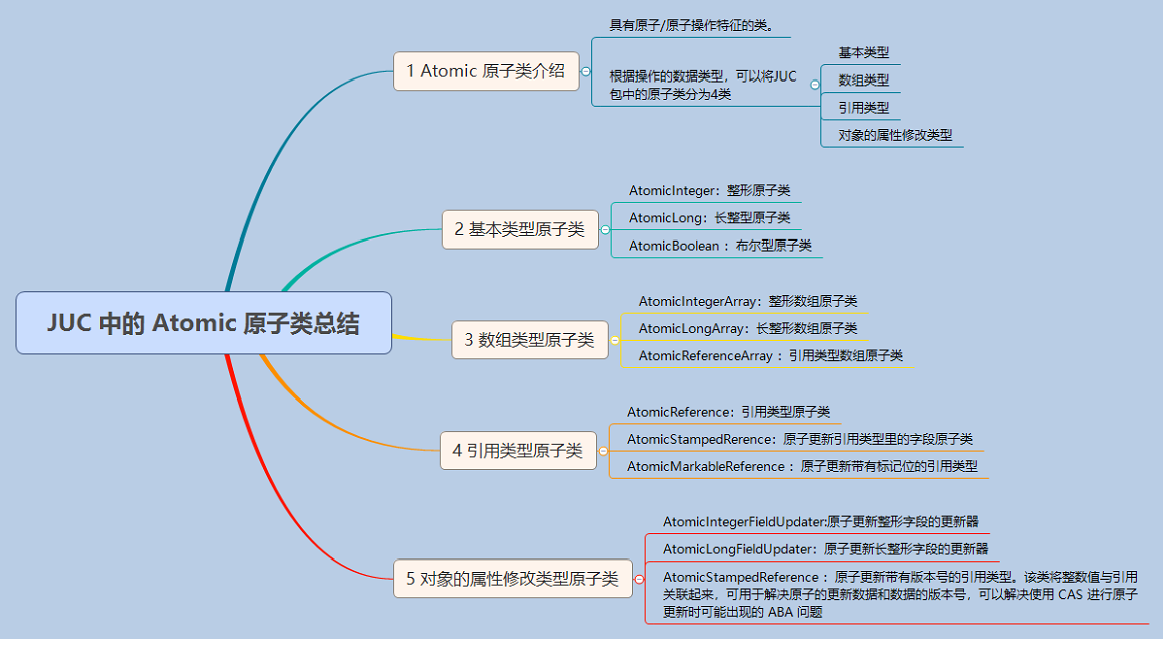 JUC 中的 Atomic 原子类总结
1 Atomic 原子类介绍
具有原子/原子操作特征的类。
根据操作的数据类型，可以将JUC
包中的原子类分为4类
基本类型
数组类型
引用类型
对象的属性修改类型
2 基本类型原子类
AtomicInteger：整形原子类
AtomicLong：长整型原子类
AtomicBoolean ：布尔型原子类
3 数组类型原子类
AtomicIntegerArray：整形数组原子类
AtomicLongArray：长整形数组原子类
AtomicReferenceArray ：引用类型数组原子类
4 引用类型原子类
AtomicReference：引用类型原子类
AtomicStampedRerence：原子更新引用类型里的字段原子类
AtomicMarkableReference ：原子更新带有标记位的引用类型
5 对象的属性修改类型原子类
AtomicIntegerFieldUpdater:原子更新整形字段的更新器
AtomicLongFieldUpdater：原子更新长整形字段的更新器
AtomicStampedReference ：原子更新带有版本号的引用类型。该类将整数值与引用
关联起来，可用于解决原子的更新数据和数据的版本号，可以解决使用 CAS 进行原子
更新时可能出现的 ABA 问题